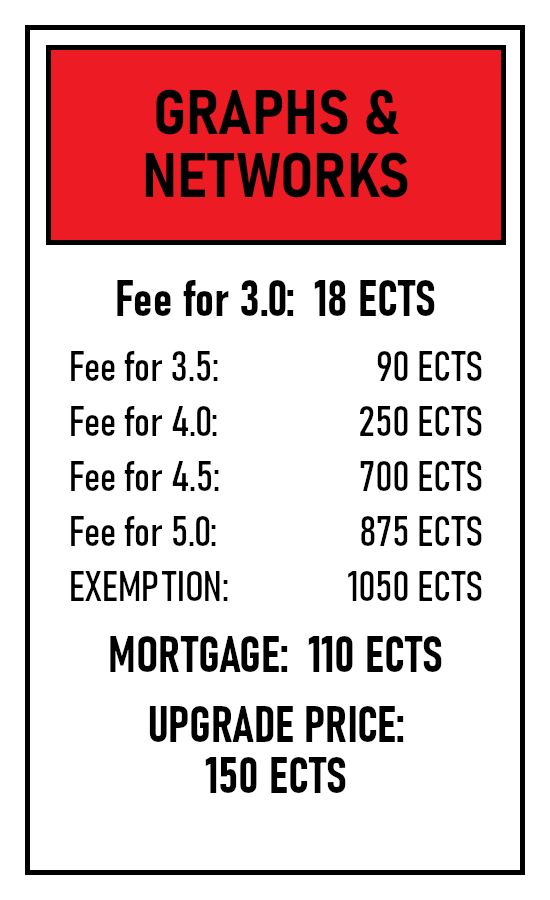 GRAPHS &
NETWORKS
Fee for 3.0: 18 ECTS
Fee for 3.5: 90 ECTS
Fee for 4.0: 250 ECTS
Fee for 4.5: 700 ECTS
Fee for 5.0: 875 ECTS
EXEMPTION: 1050 ECTS
MORTGAGE: 110 ECTS
UPGRADE PRICE:
150 ECTS